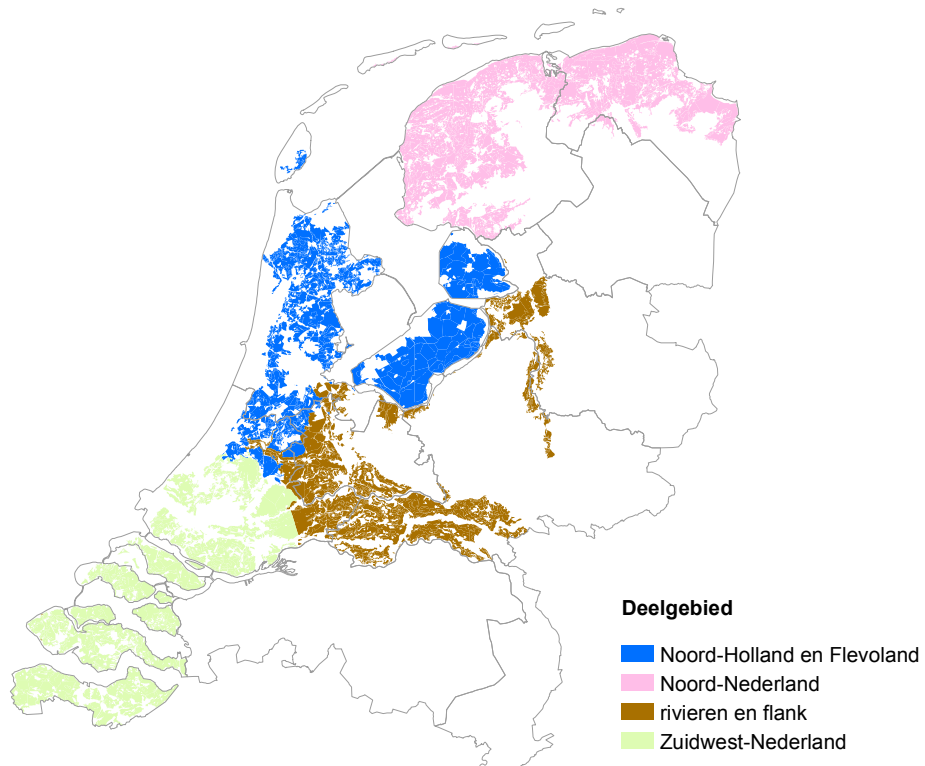 Deelgebied
Noord-Holland en Flevoland
Noord-Nederland
rivieren en flank
Zuidwest-Nederland